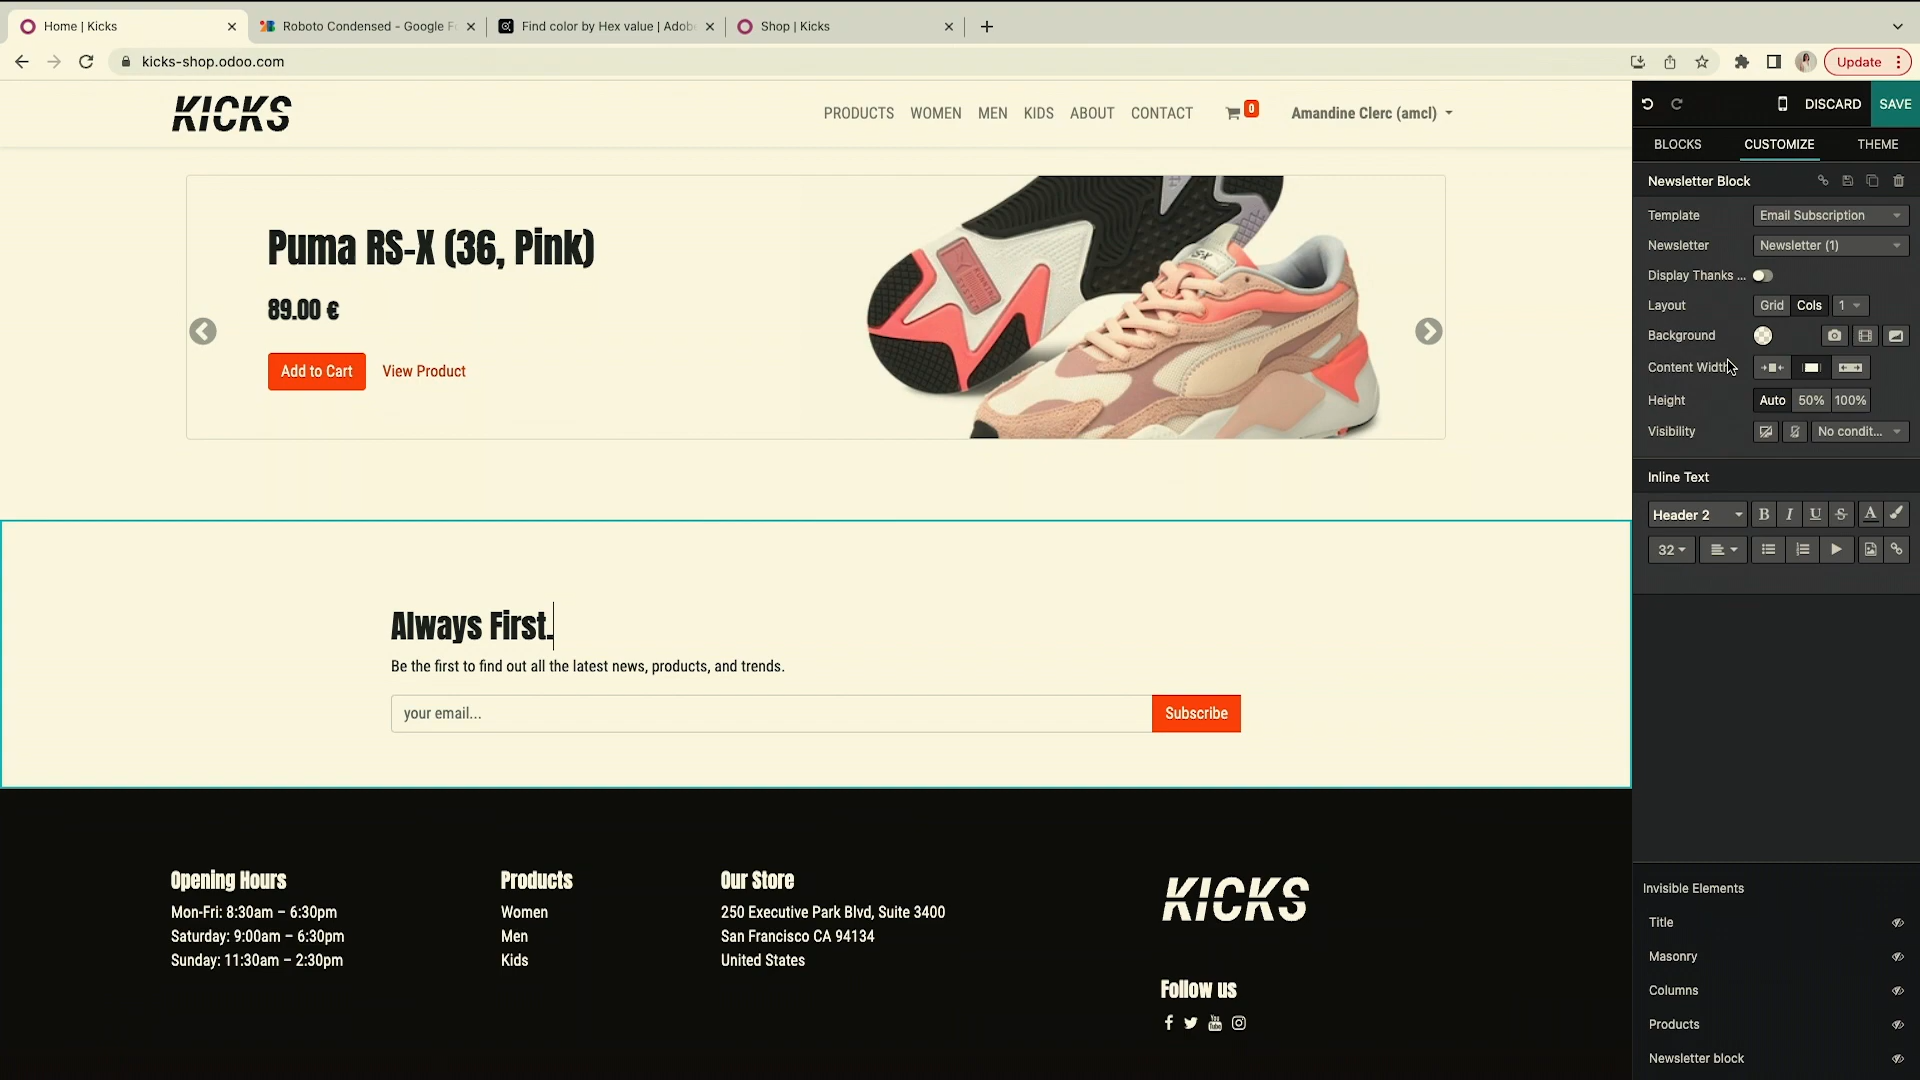 Home | Kicks
Roboto Condensed - Google F
Find color by Hex value | Adob
Shop | Kicks
kicks-shop.odoo.com
Update
KICKS
PRODUCTS WOMEN MEN KIDS ABOUT CONTACT 0 Amandine Clerc (amcl)
DISCARD SAVE
BLOCKS CUSTOMIZE THEME
Newsletter Block
Template Email Subscription
Newsletter Newsletter (1)
Display Thanks ...
Layout Grid Cols 1
Background
Content Width
Height Auto 50% 100%
Visibility No condit...
Inline Text
Header 2 B I U S A
32
Puma RS-X (36, Pink)
89.00 €
Add to Cart View Product
Always First.
Be the first to find out all the latest news, products, and trends.
your email... Subscribe
Opening Hours
Mon-Fri: 8:30am – 6:30pm
Saturday: 9:00am – 6:30pm
Sunday: 11:30am – 2:30pm
Products
Women
Men
Kids
Our Store
250 Executive Park Blvd, Suite 3400
San Francisco CA 94134
United States
KICKS
Follow us
Invisible Elements
Title
Masonry
Columns
Products
Newsletter block